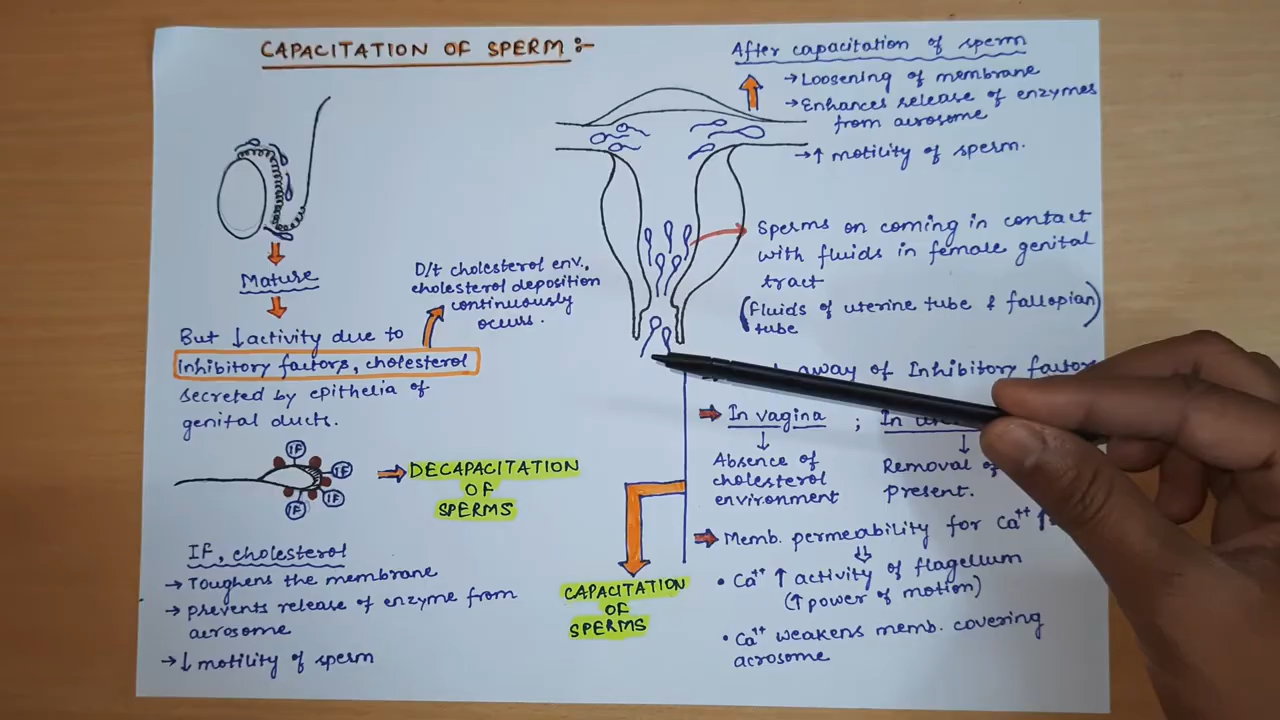 CAPACITATION OF SPERM :-
Mature
But ↓activity due to
inhibitory factors, cholesterol
secreted by epithelia of
genital ducts.
D/t cholesterol env.,
cholesterol deposition
continuously
occurs.
IF
IF
IF
IF
DECAPACITATION
OF
SPERMS
IF, cholesterol
→ Toughens the membrane
→ prevents release of enzyme from
acrosome
→ ↓ motility of sperm
After capacitation of sperm
→ Loosening of membrane
→ Enhances release of enzymes
from acrosome
→ ↑ motility of sperm.
Sperms on coming in contact
with fluids in female genital
tract
(fluids of uterine tube & fallopian)
tube
away of Inhibitory factors
In vagina ; In
Absence of
cholesterol
environment
Removal of
present.
Memb. permeability for Ca++ ↑
• Ca++ ↑ activity of flagellum
(↑ power of motion)
• Ca++ weakens memb. covering
acrosome
CAPACITATION
OF
SPERMS